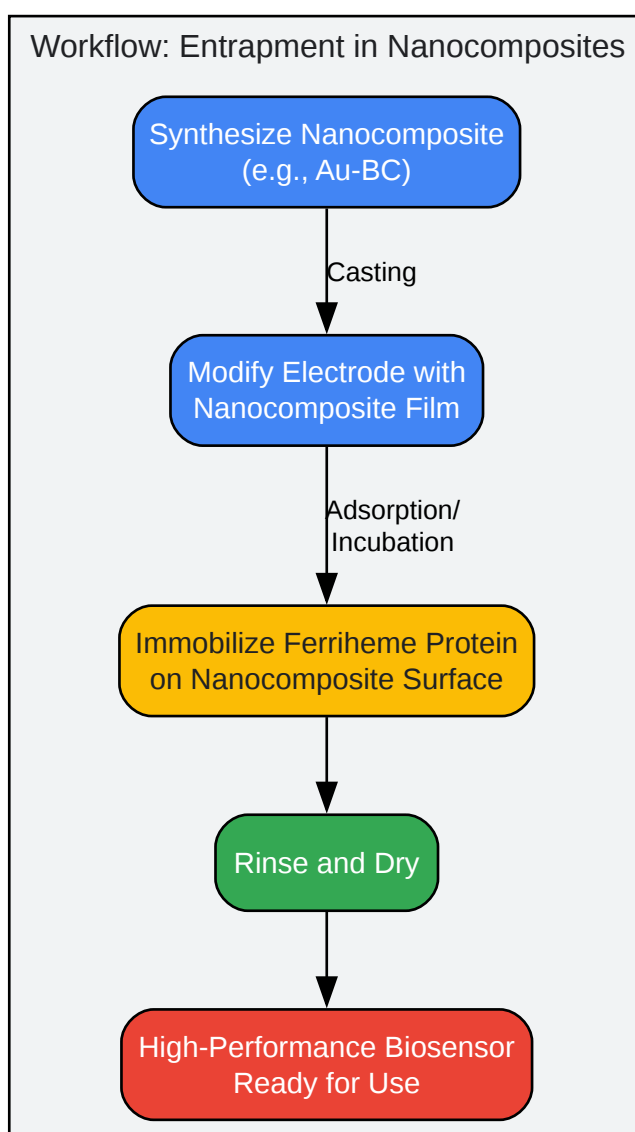 Workflow: Entrapment in Nanocomposites
Synthesize Nanocomposite
(e.g., Au-BC)
Casting
Modify Electrode with
Nanocomposite Film
Adsorption/
Incubation
Immobilize Ferriheme Protein
on Nanocomposite Surface
Rinse and Dry
High-Performance Biosensor
Ready for Use